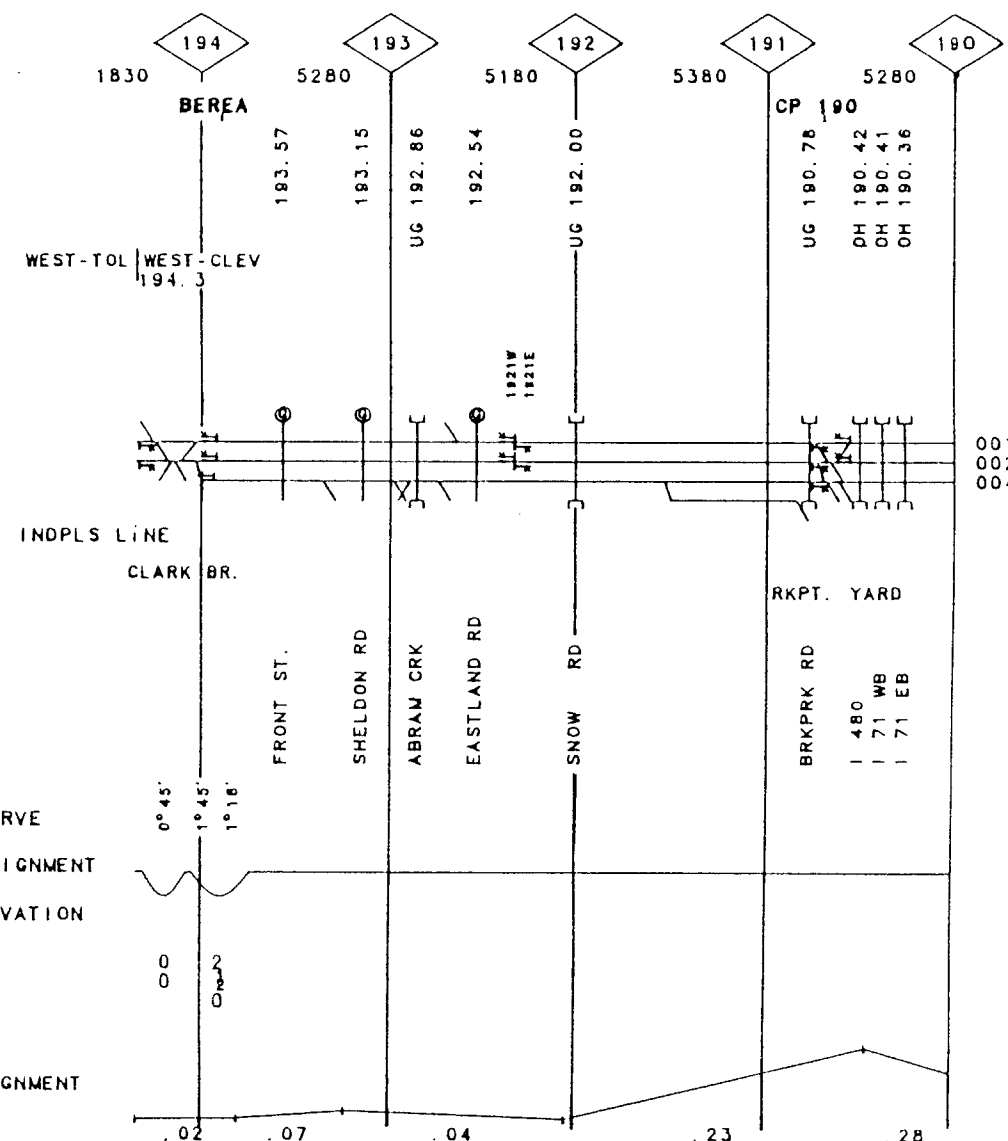 194 193 192 191 190
1830 5280 5180 5380 5280
BEREA CP 190
193.57
193.15
UG 192.86
192.54
UG 192.00
UG 190.78
OH 190.42
OH 190.41
OH 190.36
WEST-TOL WEST-CLEV
194.3
1921W
1921E
G G G
001
002
004
INDPLS LINE
CLARK BR.
RKPT. YARD
FRONT ST.
SHELDON RD
ABRAM CRK
EASTLAND RD
SNOW RD
BRKPRK RD
I 480
I 71 WB
I 71 EB
0°45'
1°45'
1°18'
RVE
IGNMENT
VATION
0 2
0 1/2
0
GNMENT
.02 .07 .04 .23 .28